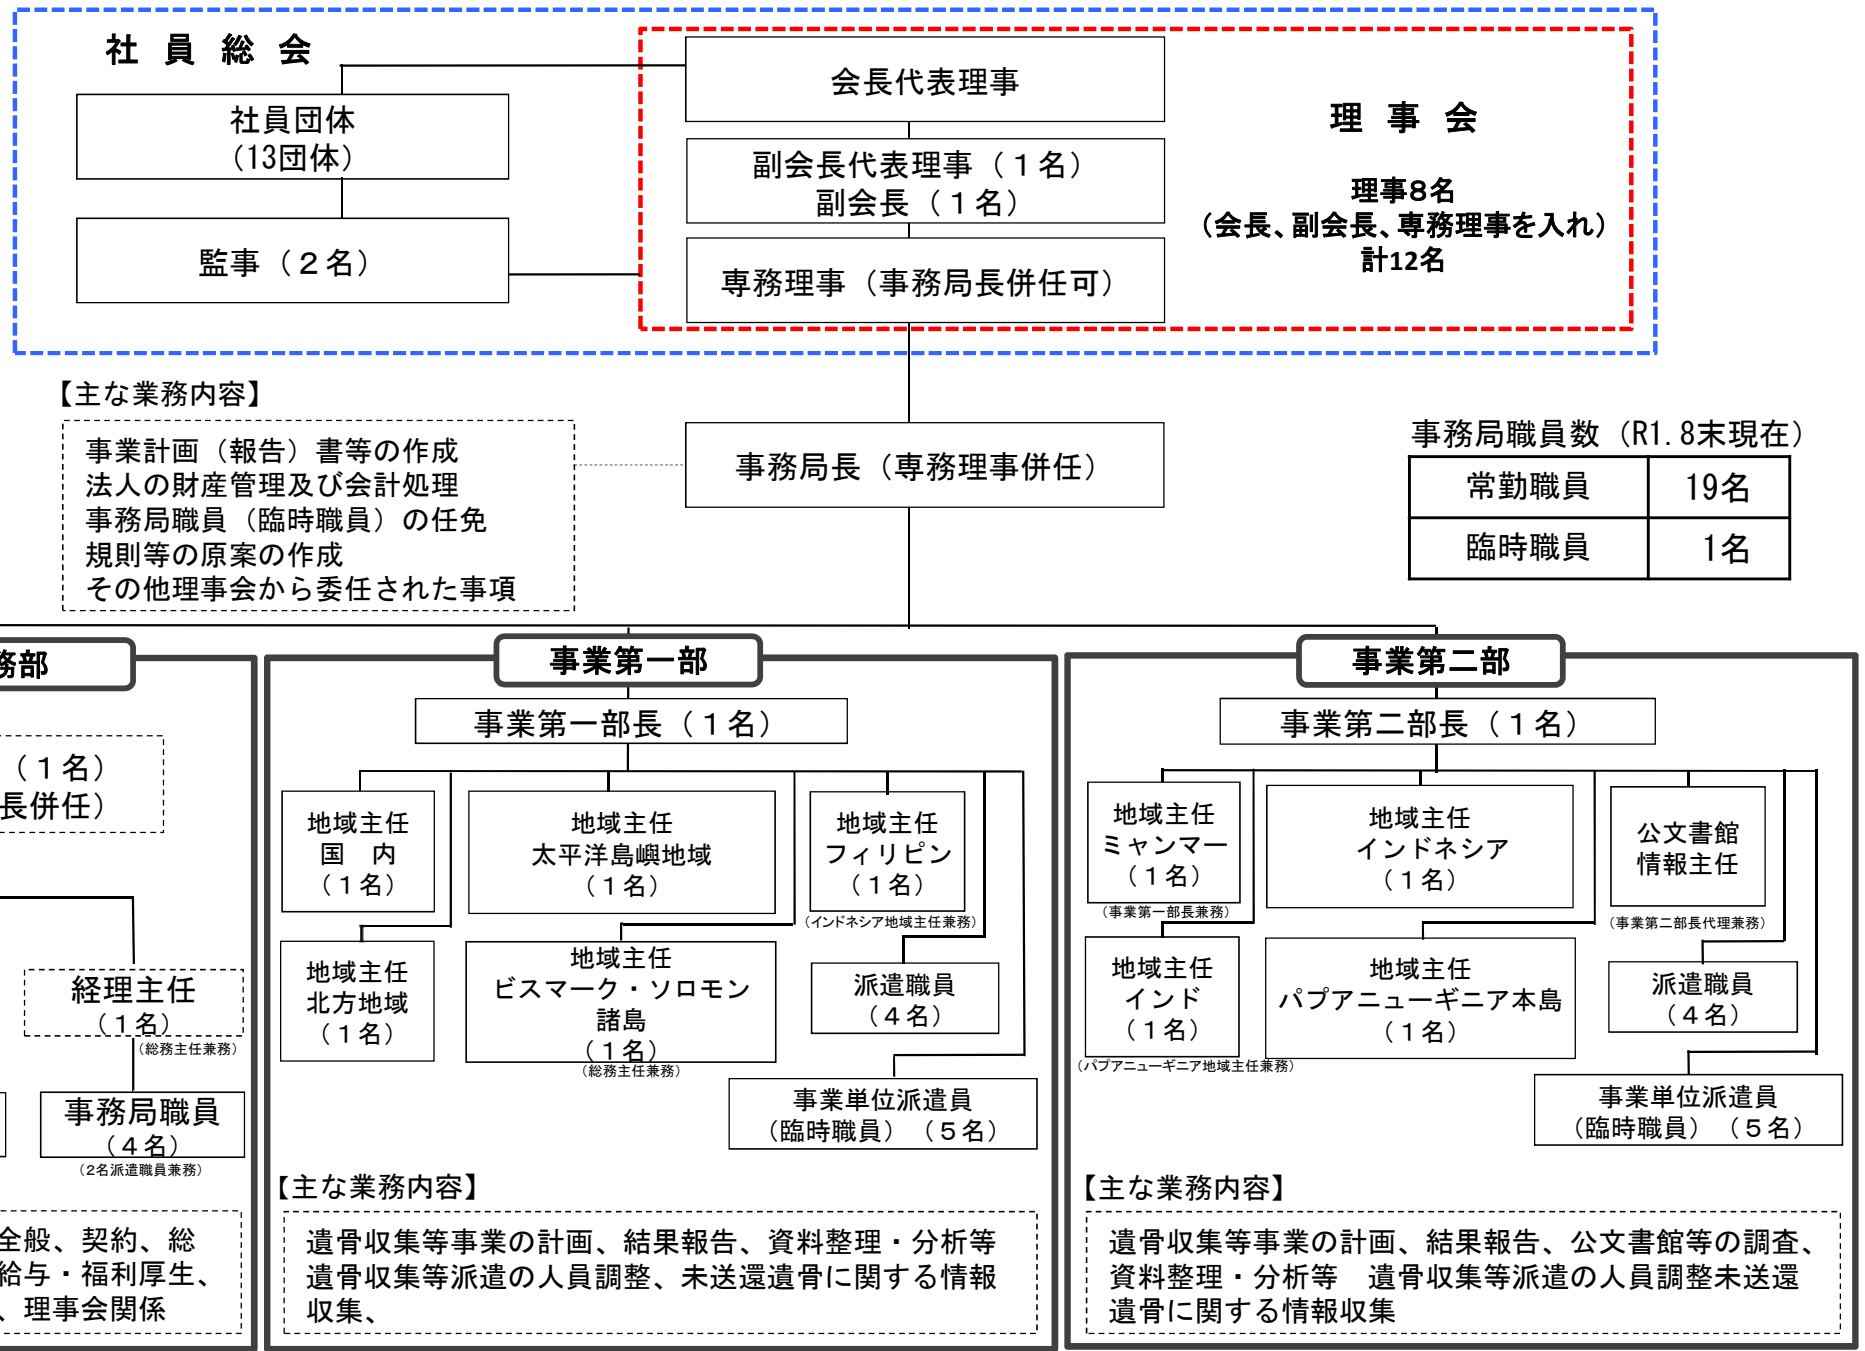 社 員 総 会
社員団体
(13団体)
監事（２名）
会長代表理事
副会長代表理事（１名）
副会長（１名）
専務理事（事務局長併任可）
理 事 会
理事8名
(会長、副会長、専務理事を入れ)
計12名
【主な業務内容】
事業計画（報告）書等の作成
法人の財産管理及び会計処理
事務局職員（臨時職員）の任免
規則等の原案の作成
その他理事会から委任された事項
事務局長（専務理事併任）
事務局職員数（R1.8末現在）
常勤職員 19名
臨時職員 1名
務部
（１名）
長併任）
経理主任
（１名）
（総務主任兼務）
事務局職員
（４名）
（2名派遣職員兼務）
全般、契約、総
給与・福利厚生、
、理事会関係
事業第一部
事業第一部長（１名）
地域主任
国 内
（１名）
地域主任
太平洋島嶼地域
（１名）
地域主任
フィリピン
（１名）
（インドネシア地域主任兼務）
地域主任
北方地域
（１名）
地域主任
ビスマーク・ソロモン
諸島
（１名）
（総務主任兼務）
派遣職員
（４名）
事業単位派遣員
（臨時職員）（５名）
【主な業務内容】
遺骨収集等事業の計画、結果報告、資料整理・分析等
遺骨収集等派遣の人員調整、未送還遺骨に関する情報
収集、
事業第二部
事業第二部長（１名）
地域主任
ミャンマー
（１名）
（事業第一部長兼務）
地域主任
インドネシア
（１名）
公文書館
情報主任
（事業第二部長代理兼務）
地域主任
インド
（１名）
（パプアニューギニア地域主任兼務）
地域主任
パプアニューギニア本島
（１名）
派遣職員
（４名）
事業単位派遣員
（臨時職員）（５名）
【主な業務内容】
遺骨収集等事業の計画、結果報告、公文書館等の調査、
資料整理・分析等 遺骨収集等派遣の人員調整未送還
遺骨に関する情報収集